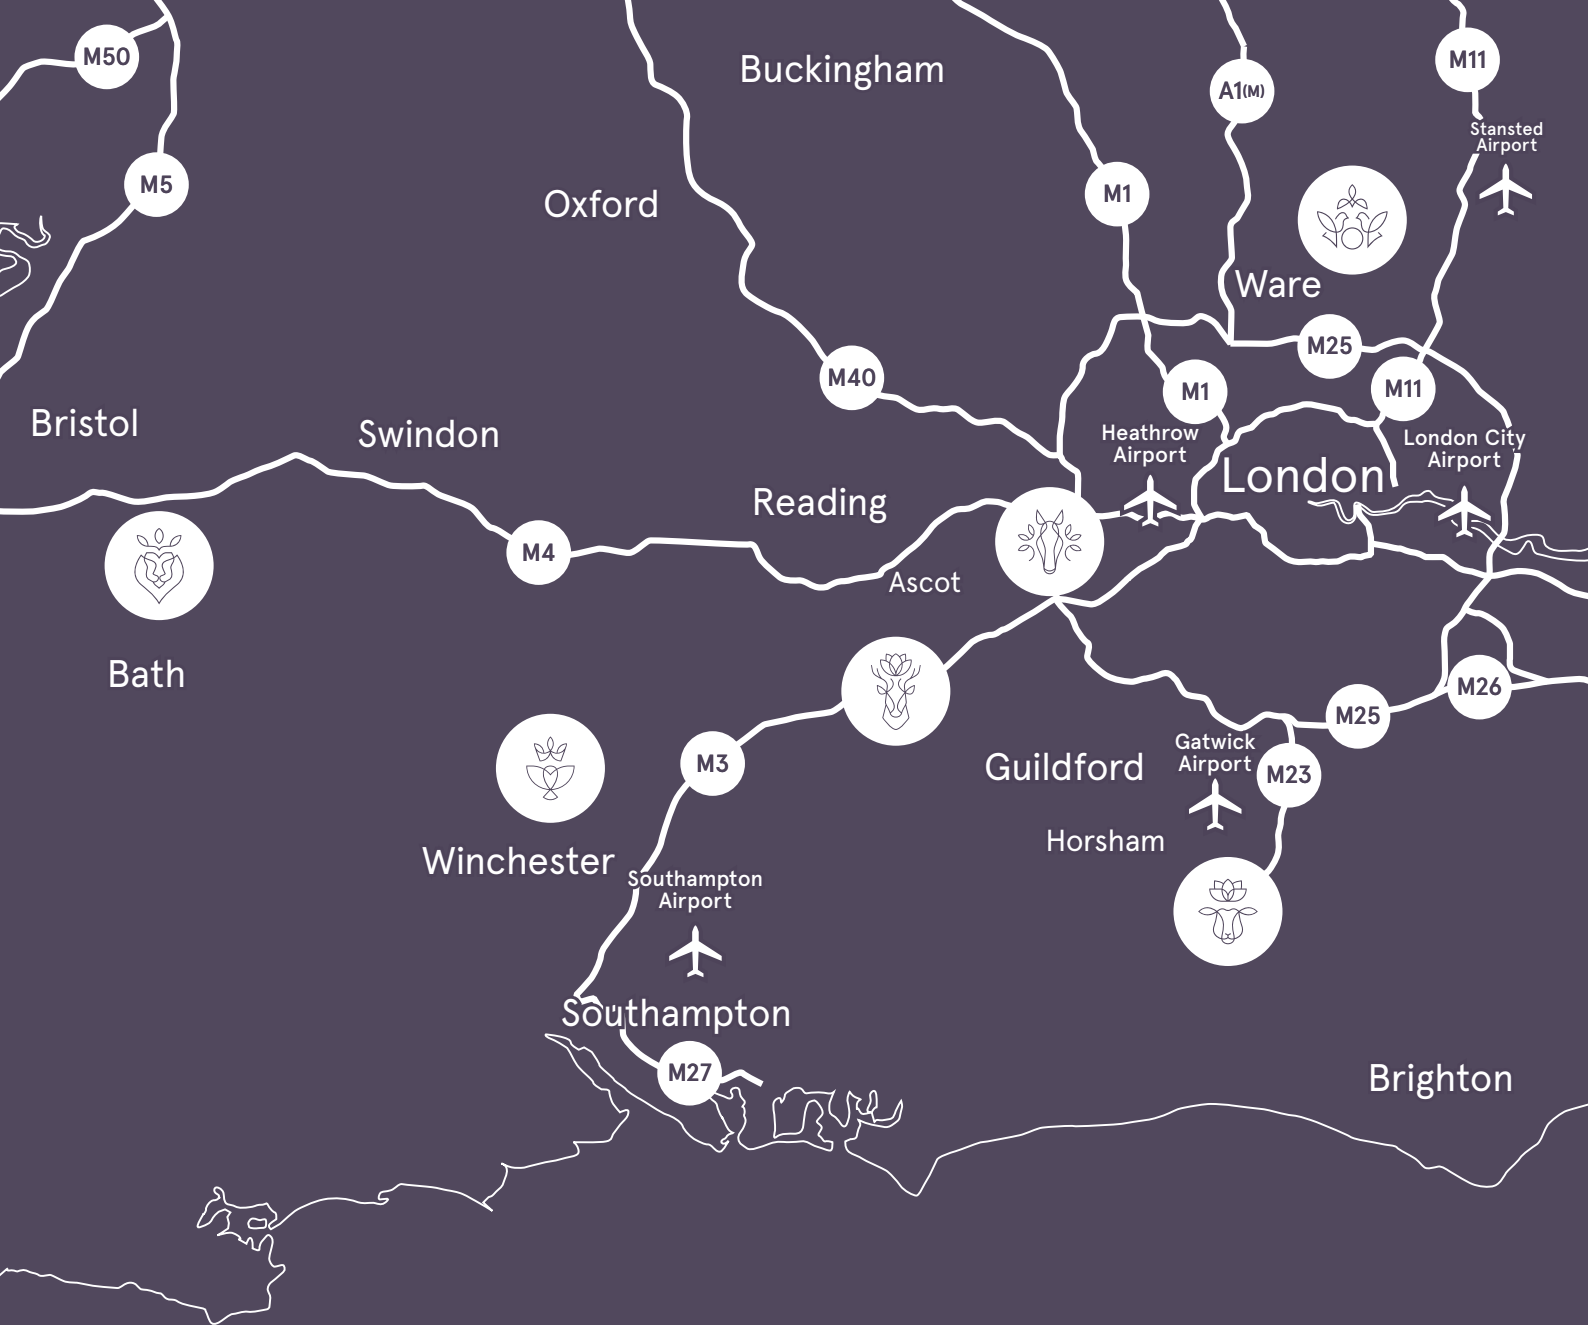 M50
Buckingham
M11
A1(M)
Stansted
Airport
M5
M1
Oxford
Ware
M25
M40
M1
M11
Bristol
Swindon
Heathrow
Airport
London City
Airport
London
Reading
M4
Ascot
Bath
M26
M25
Gatwick
Airport
M3
Guildford
M23
Horsham
Winchester
Southampton
Airport
Southampton
M27
Brighton